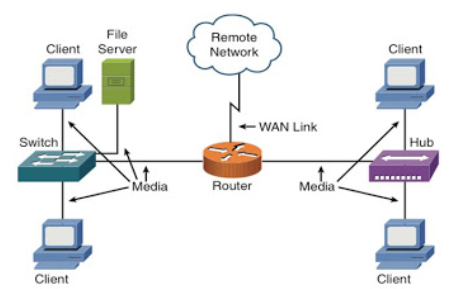 Client
File
Server
Remote
Network
Client
WAN Link
Switch
Hub
Media
Router
Media
Client
Client